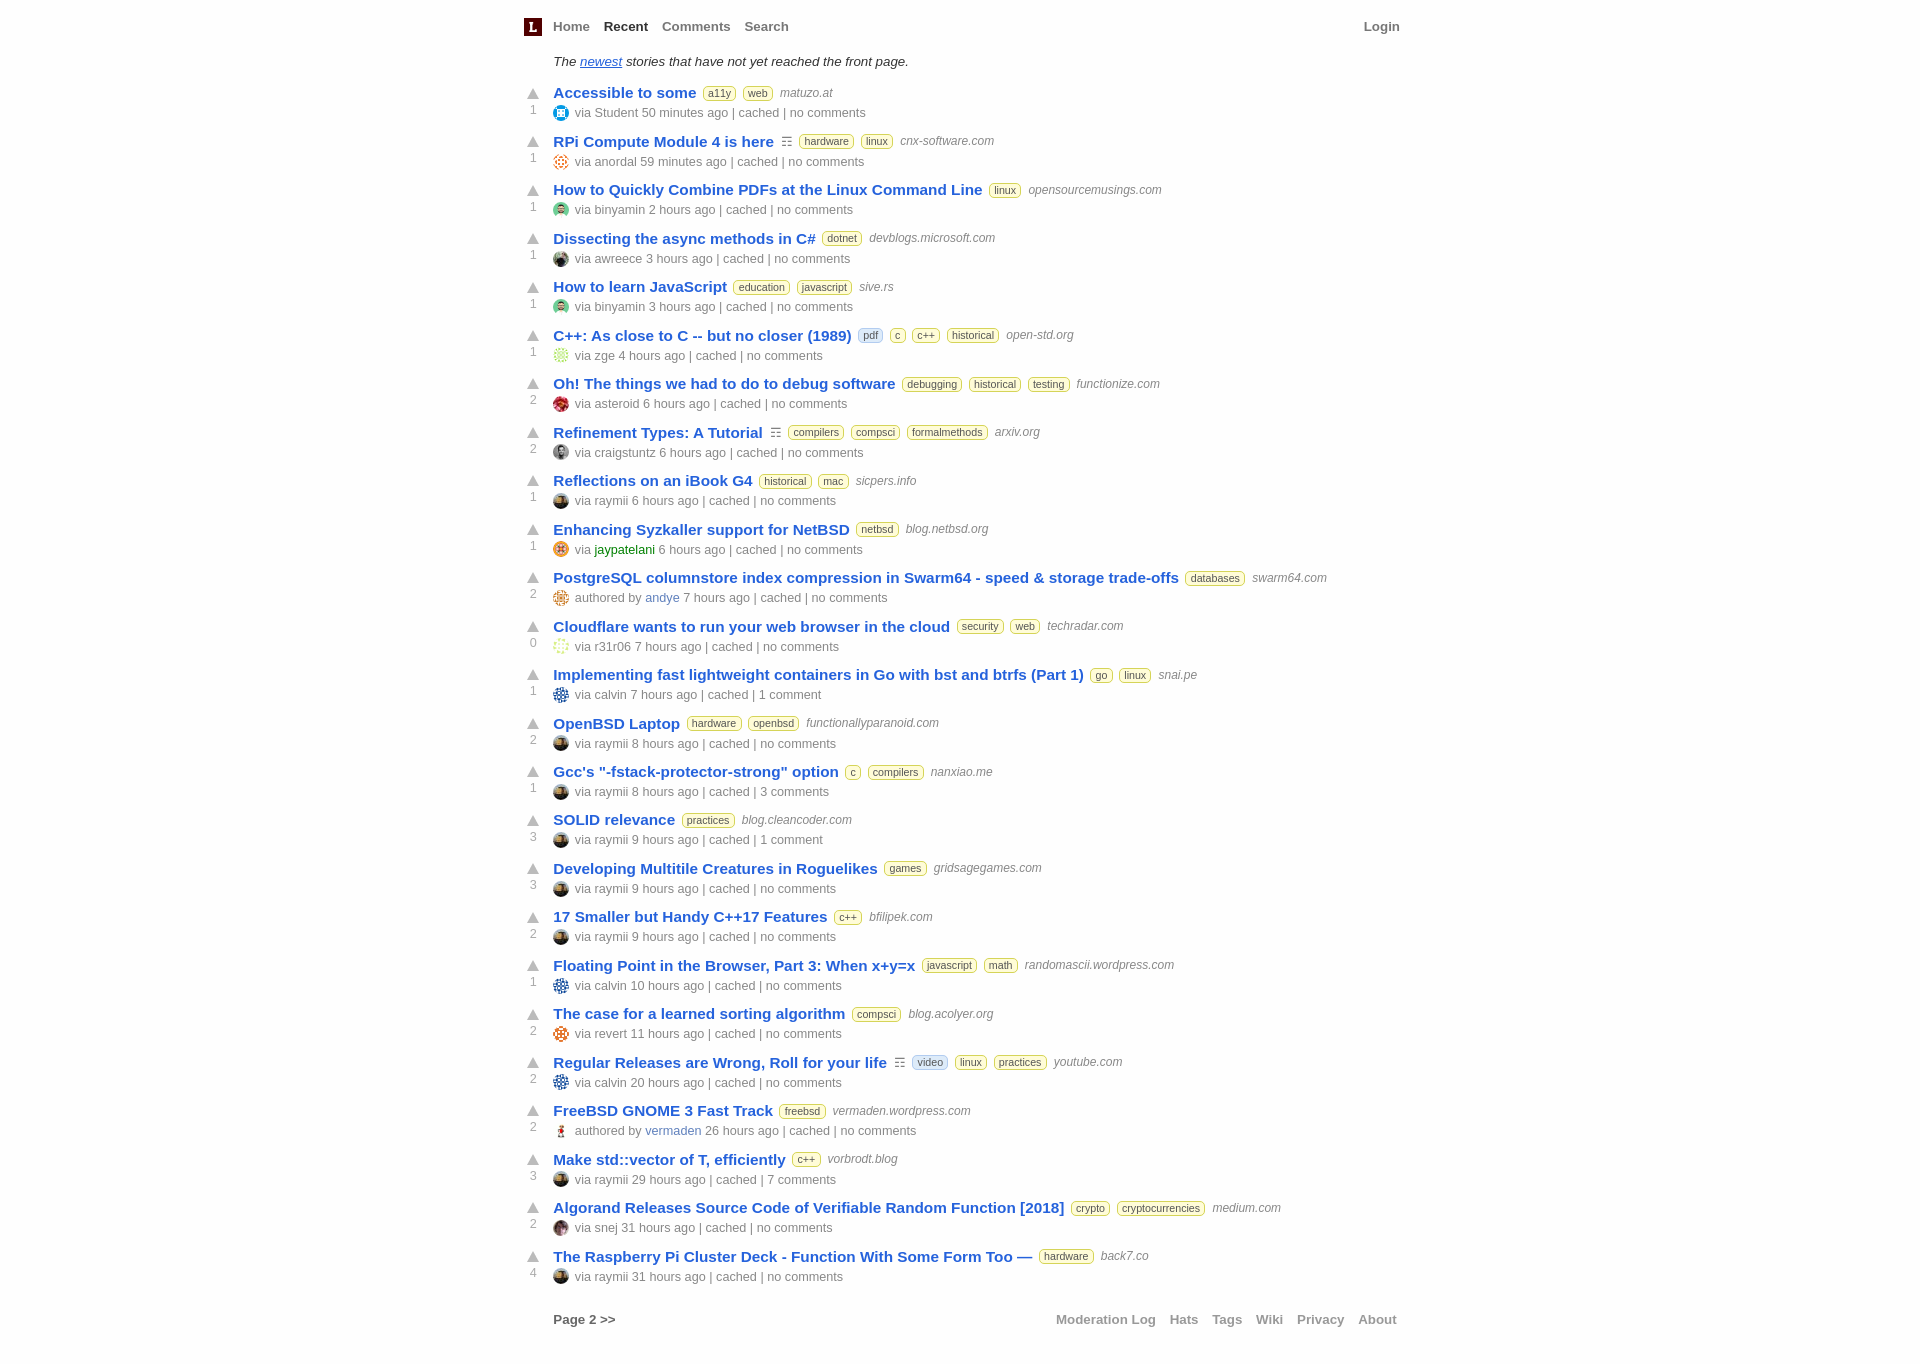 L Home Recent Comments Search Login
The newest stories that have not yet reached the front page.
Accessible to some a11y web matuzo.at
1 via Student 50 minutes ago | cached | no comments
RPi Compute Module 4 is here ☶ hardware linux cnx-software.com
1 via anordal 59 minutes ago | cached | no comments
How to Quickly Combine PDFs at the Linux Command Line linux opensourcemusings.com
1 via binyamin 2 hours ago | cached | no comments
Dissecting the async methods in C# dotnet devblogs.microsoft.com
1 via awreece 3 hours ago | cached | no comments
How to learn JavaScript education javascript sive.rs
1 via binyamin 3 hours ago | cached | no comments
C++: As close to C -- but no closer (1989) pdf c c++ historical open-std.org
1 via zge 4 hours ago | cached | no comments
Oh! The things we had to do to debug software debugging historical testing functionize.com
2 via asteroid 6 hours ago | cached | no comments
Refinement Types: A Tutorial ☶ compilers compsci formalmethods arxiv.org
2 via craigstuntz 6 hours ago | cached | no comments
Reflections on an iBook G4 historical mac sicpers.info
1 via raymii 6 hours ago | cached | no comments
Enhancing Syzkaller support for NetBSD netbsd blog.netbsd.org
1 via jaypatelani 6 hours ago | cached | no comments
PostgreSQL columnstore index compression in Swarm64 - speed & storage trade-offs databases swarm64.com
2 authored by andye 7 hours ago | cached | no comments
Cloudflare wants to run your web browser in the cloud security web techradar.com
0 via r31r06 7 hours ago | cached | no comments
Implementing fast lightweight containers in Go with bst and btrfs (Part 1) go linux snai.pe
1 via calvin 7 hours ago | cached | 1 comment
OpenBSD Laptop hardware openbsd functionallyparanoid.com
2 via raymii 8 hours ago | cached | no comments
Gcc's "-fstack-protector-strong" option c compilers nanxiao.me
1 via raymii 8 hours ago | cached | 3 comments
SOLID relevance practices blog.cleancoder.com
3 via raymii 9 hours ago | cached | 1 comment
Developing Multitile Creatures in Roguelikes games gridsagegames.com
3 via raymii 9 hours ago | cached | no comments
17 Smaller but Handy C++17 Features c++ bfilipek.com
2 via raymii 9 hours ago | cached | no comments
Floating Point in the Browser, Part 3: When x+y=x javascript math randomascii.wordpress.com
1 via calvin 10 hours ago | cached | no comments
The case for a learned sorting algorithm compsci blog.acolyer.org
2 via revert 11 hours ago | cached | no comments
Regular Releases are Wrong, Roll for your life ☶ video linux practices youtube.com
2 via calvin 20 hours ago | cached | no comments
FreeBSD GNOME 3 Fast Track freebsd vermaden.wordpress.com
2 authored by vermaden 26 hours ago | cached | no comments
Make std::vector of T, efficiently c++ vorbrodt.blog
3 via raymii 29 hours ago | cached | 7 comments
Algorand Releases Source Code of Verifiable Random Function [2018] crypto cryptocurrencies medium.com
2 via snej 31 hours ago | cached | no comments
The Raspberry Pi Cluster Deck - Function With Some Form Too — hardware back7.co
4 via raymii 31 hours ago | cached | no comments
Page 2 >> Moderation Log Hats Tags Wiki Privacy About